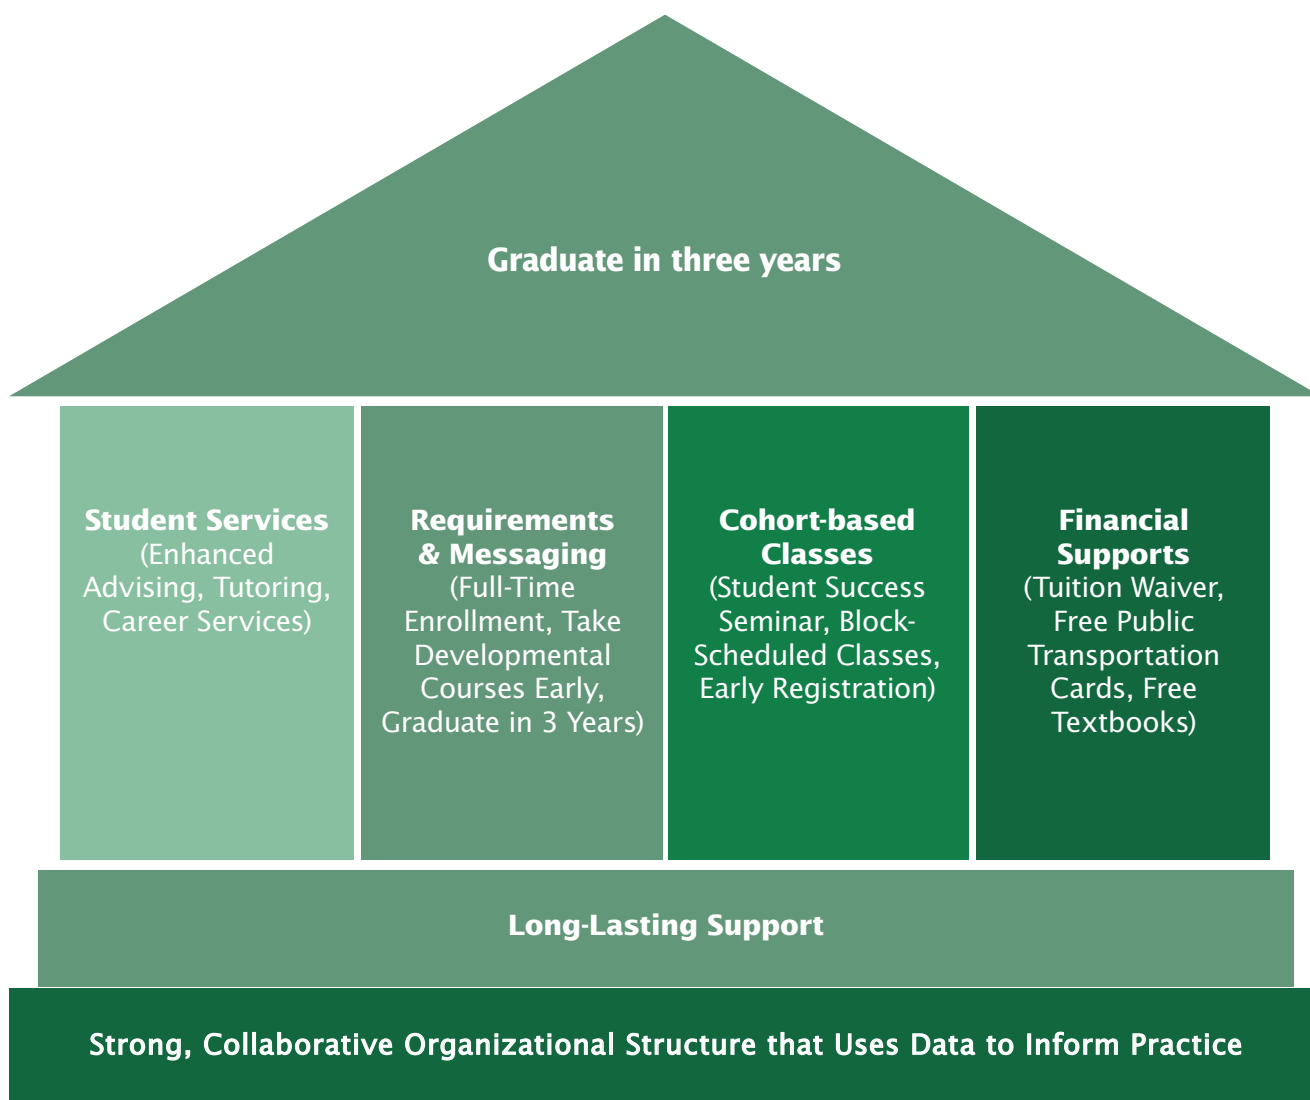 Graduate in three years
Student Services
(Enhanced
Advising, Tutoring,
Career Services)
Requirements
& Messaging
(Full-Time
Enrollment, Take
Developmental
Courses Early,
Graduate in 3 Years)
Cohort-based
Classes
(Student Success
Seminar, Block-
Scheduled Classes,
Early Registration)
Financial
Supports
(Tuition Waiver,
Free Public
Transportation
Cards, Free
Textbooks)
Long-Lasting Support
Strong, Collaborative Organizational Structure that Uses Data to Inform Practice